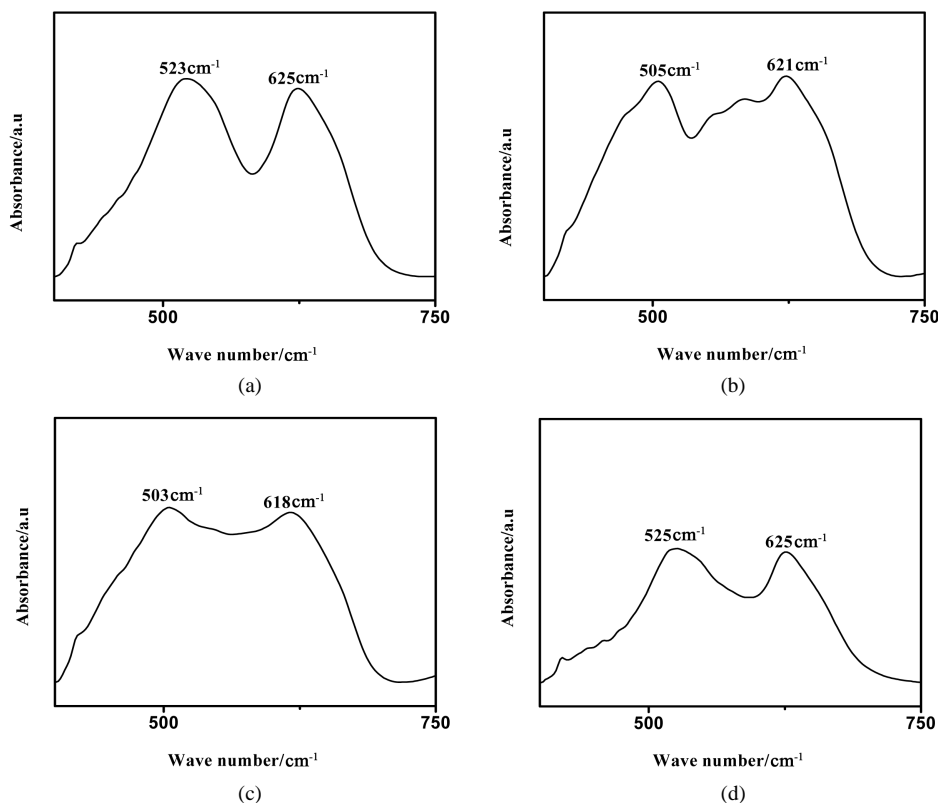 523cm⁻¹
625cm⁻¹
Absorbance/a.u
500
750
Wave number/cm⁻¹
(a)
505cm⁻¹
621cm⁻¹
Absorbance/a.u
500
750
Wave number/cm⁻¹
(b)
503cm⁻¹
618cm⁻¹
Absorbance/a.u
500
750
Wave number/cm⁻¹
(c)
525cm⁻¹
625cm⁻¹
Absorbance/a.u
500
750
Wave number/cm⁻¹
(d)